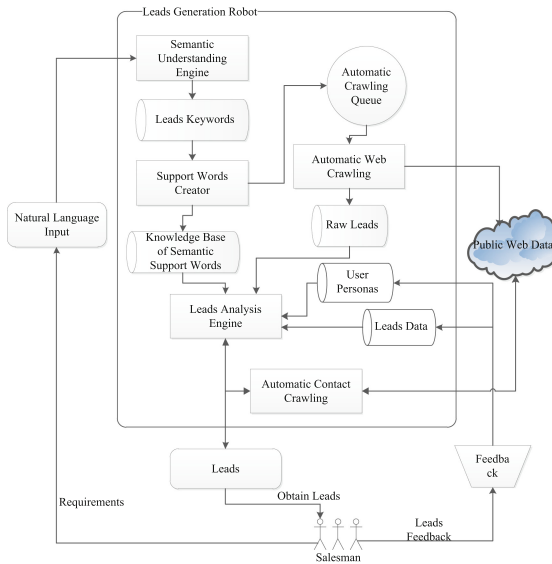 Leads Generation Robot
Semantic
Understanding
Engine
Automatic
Crawling
Queue
Leads Keywords
Support Words
Creator
Automatic Web
Crawling
Natural Language
Input
Raw Leads
Knowledge Base
of Semantic
Support Words
Public Web Data
User
Personas
Leads Analysis
Engine
Leads Data
Automatic Contact
Crawling
Leads
Feedba
ck
Obtain Leads
Requirements
Leads
Feedback
Salesman